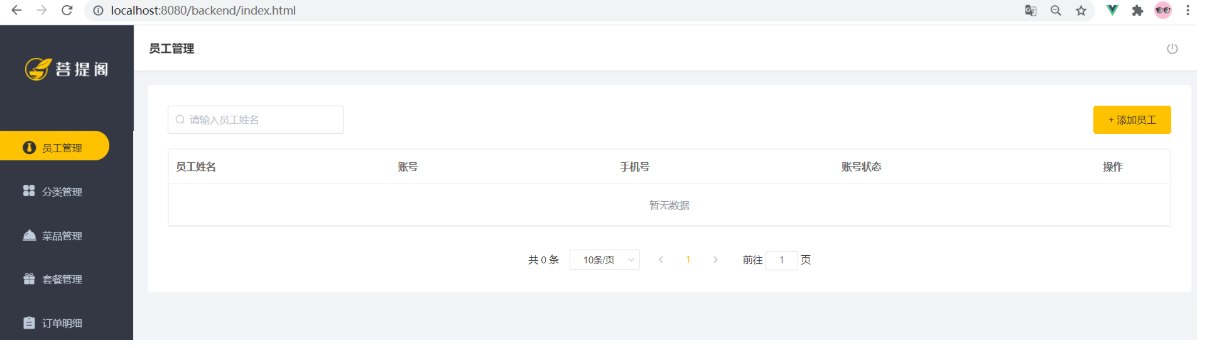 localhost:8080/backend/index.html
菩提阁
员工管理
员工管理
分类管理
菜品管理
套餐管理
订单明细
请输入员工姓名
+ 添加员工
员工姓名 账号 手机号 账号状态 操作
暂无数据
共 0 条 10条/页 < 1 > 前往 1 页